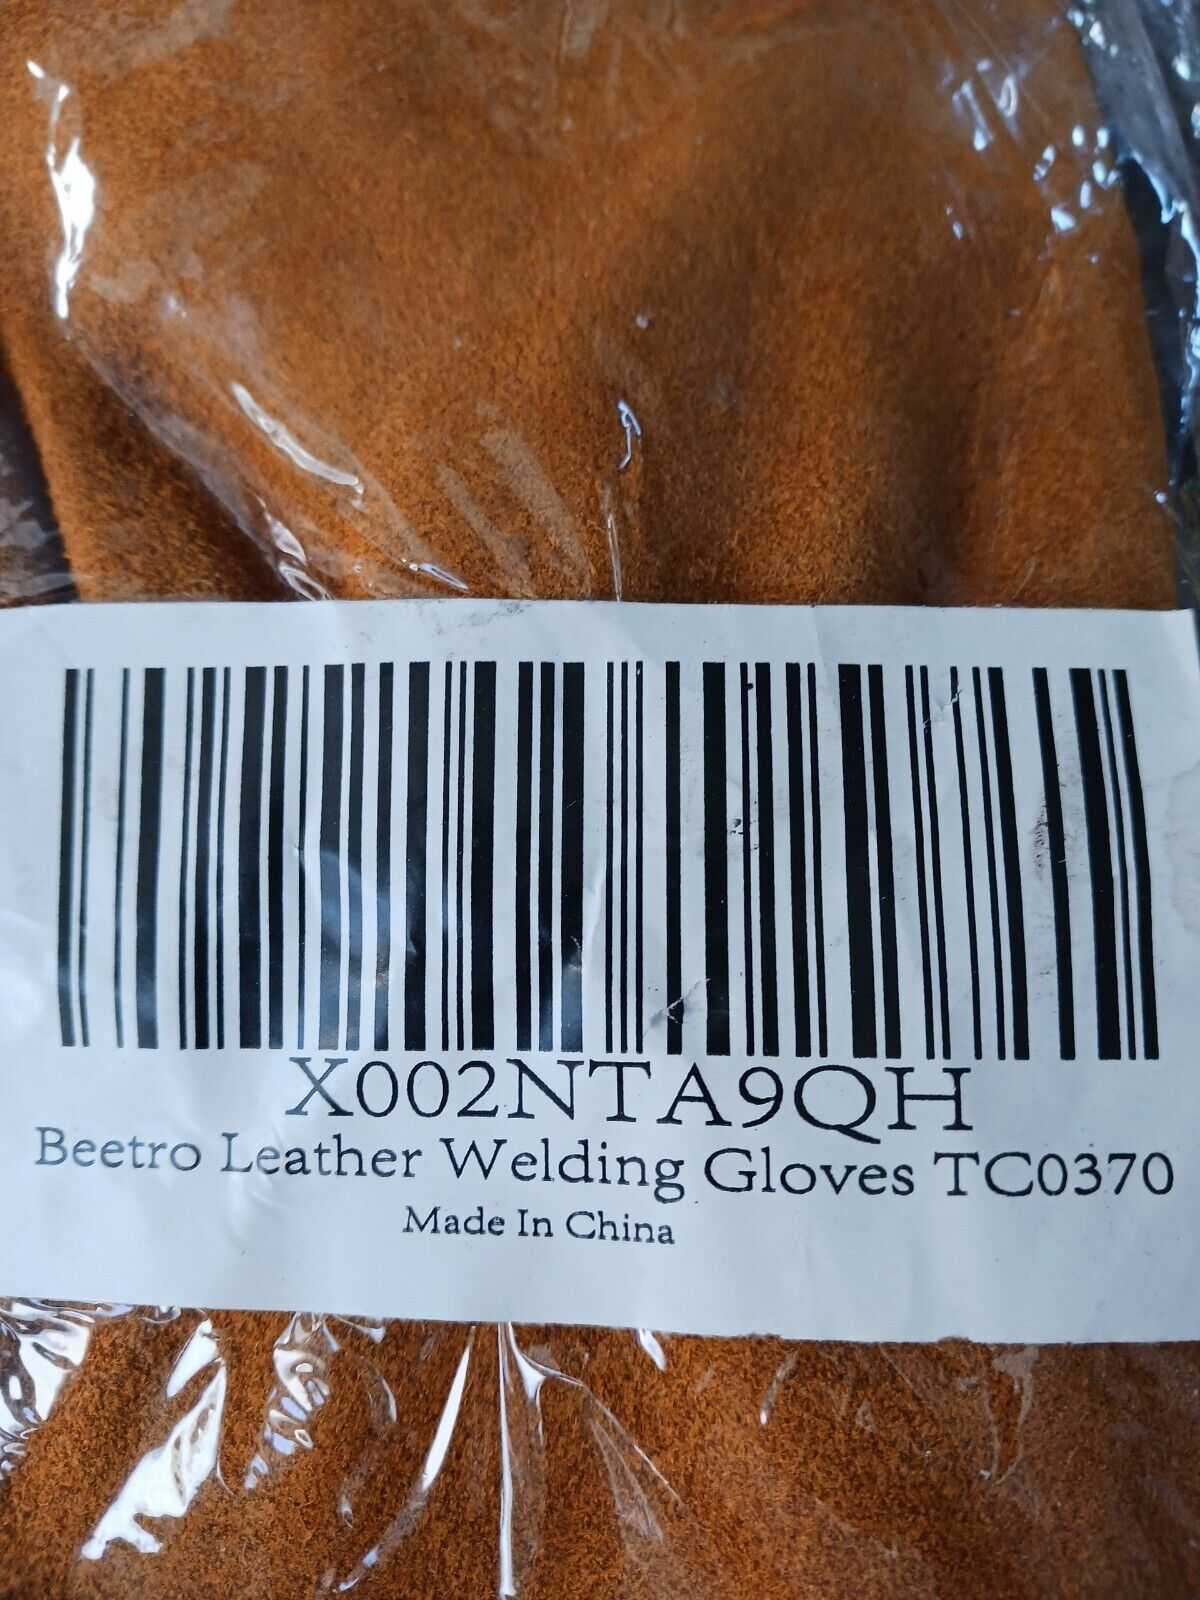 X002NTA9QH
Beetro Leather Welding Gloves TC0370
Made In China